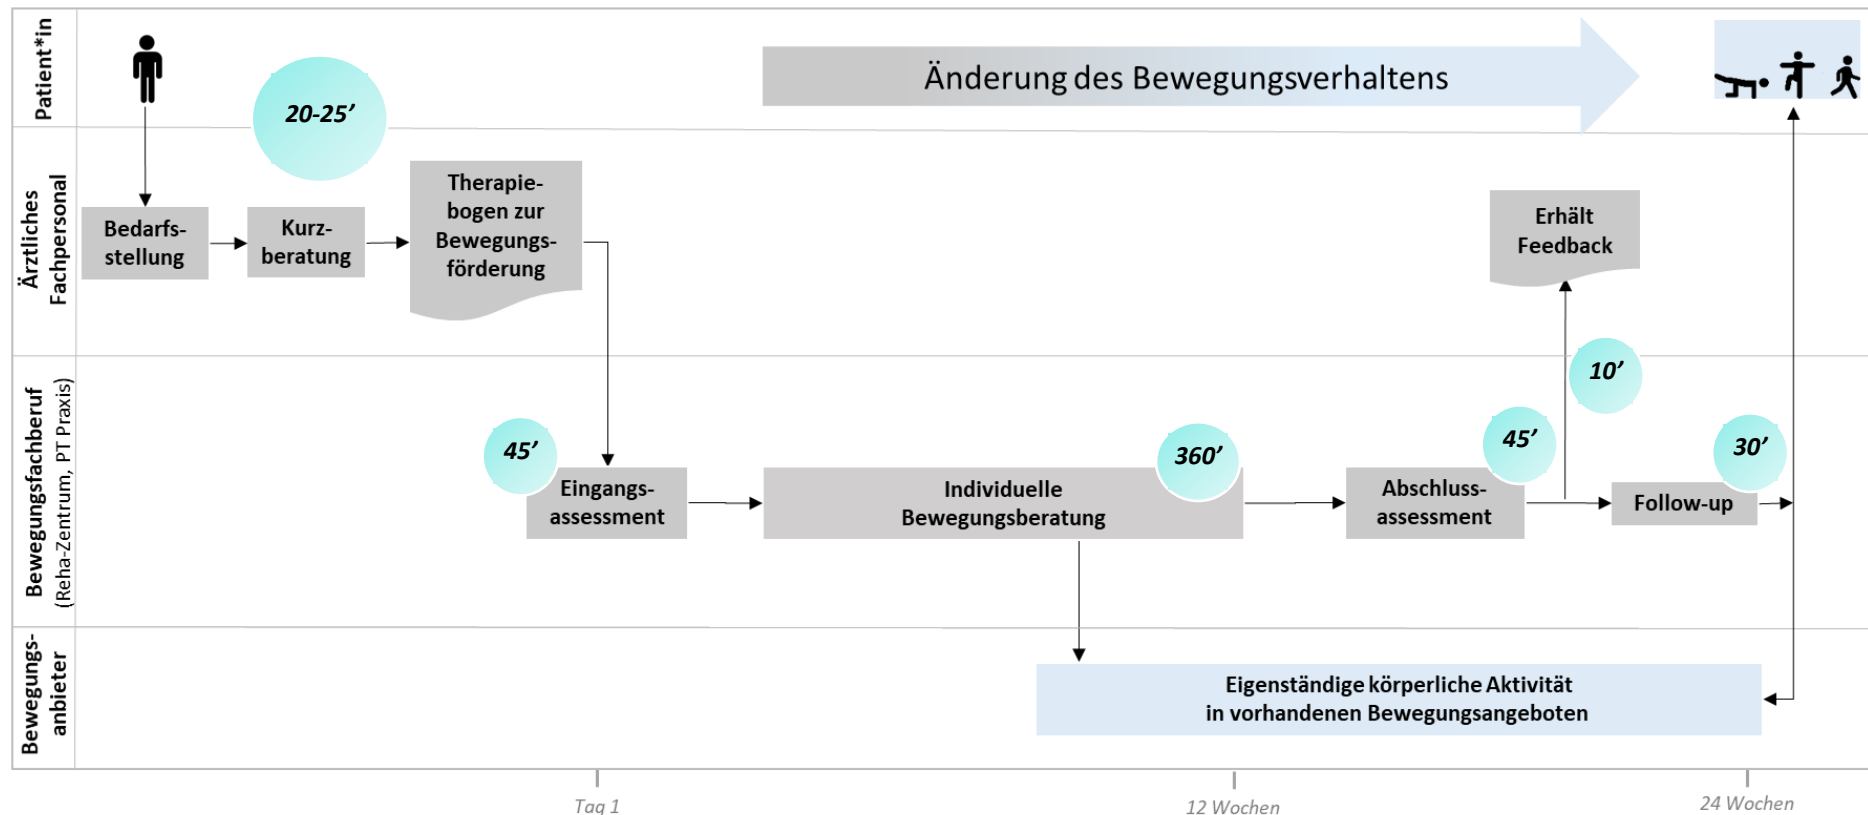 Patient*in
Änderung des Bewegungsverhaltens
20-25’
Ärztliches
Fachpersonal
Bedarfs-
stellung
Kurz-
beratung
Therapie-
bogen zur
Bewegungs-
förderung
Erhält
Feedback
10’
Bewegungsfachberuf
(Reha-Zentrum, PT Praxis)
45’
Eingangs-
assessment
360’
Individuelle
Bewegungsberatung
45’
Abschluss-
assessment
30’
Follow-up
Bewegungs-
anbieter
Eigenständige körperliche Aktivität
in vorhandenen Bewegungsangeboten
Tag 1
12 Wochen
24 Wochen